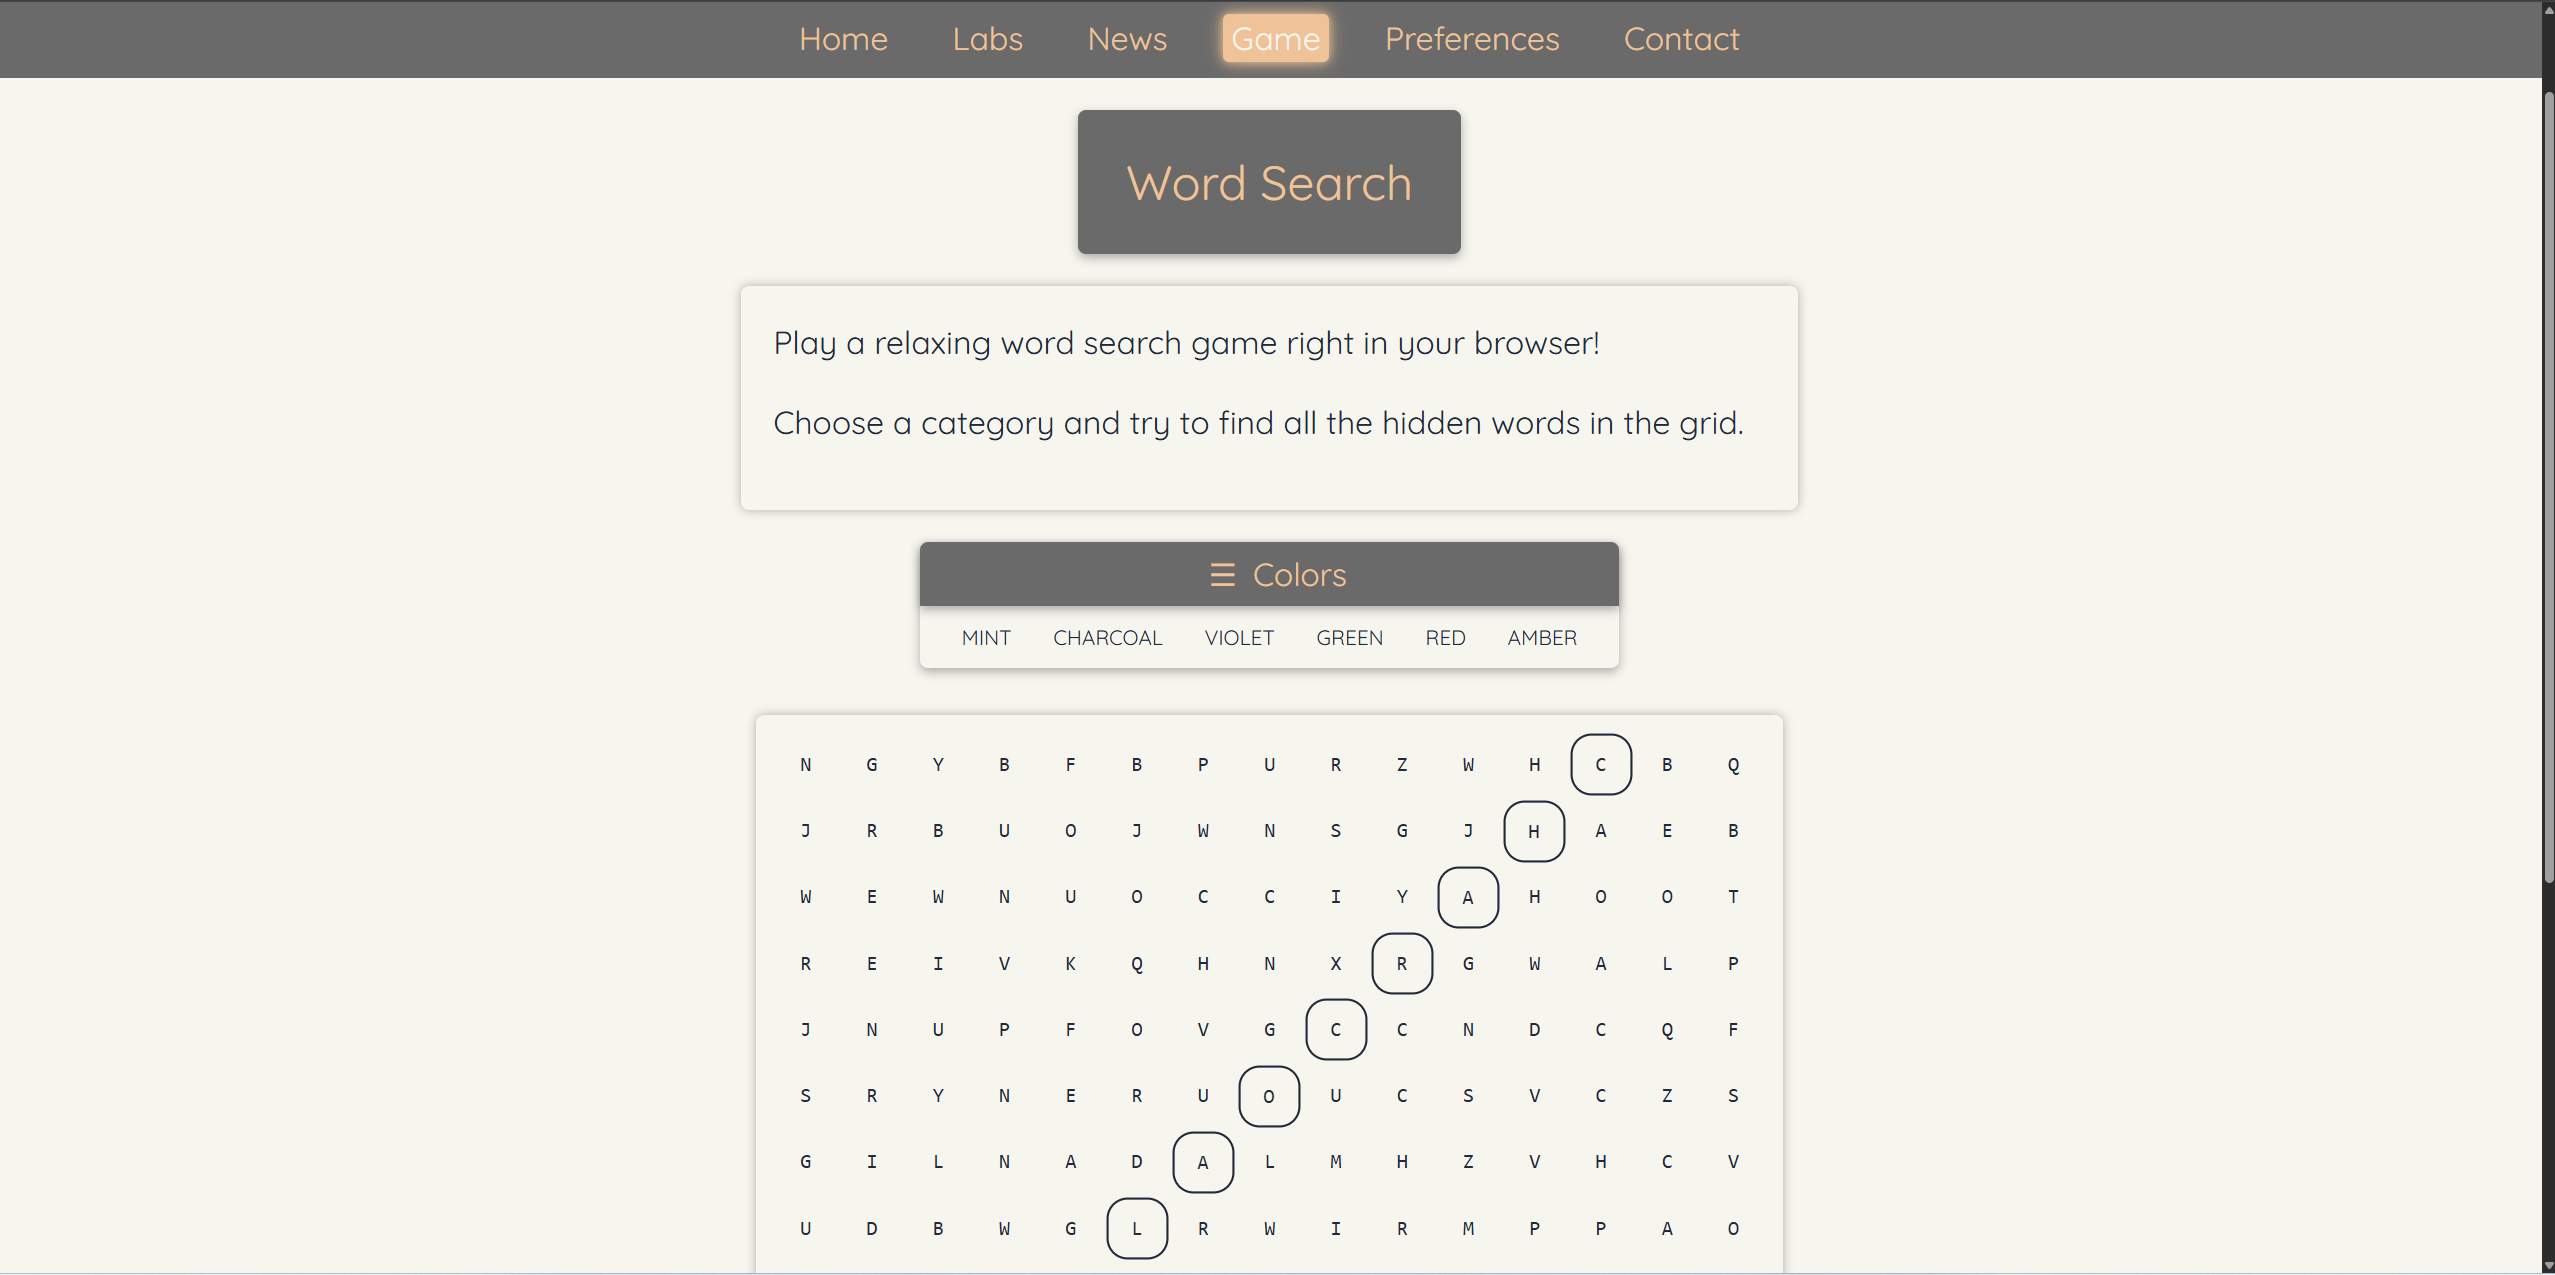 Home Labs News Game Preferences Contact
Word Search
Play a relaxing word search game right in your browser!
Choose a category and try to find all the hidden words in the grid.
☰ Colors
MINT CHARCOAL VIOLET GREEN RED AMBER
N G Y B F B P U R Z W H C B Q
J R B U O J W N S G J H A E B
W E W N U O C C I Y A H O O T
R E I V K Q H N X R G W A L P
J N U P F O V G C C N D C Q F
S R Y N E R U O U C S V C Z S
G I L N A D A L M H Z V H C V
U D B W G L R W I R M P P A O